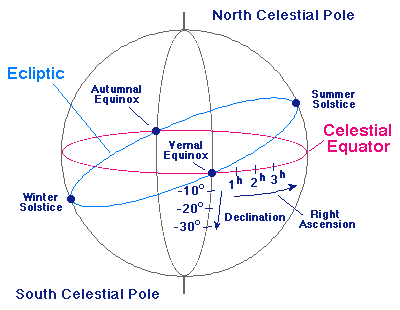 North Celestial Pole
Ecliptic
Autumnal
Equinox
Summer
Solstice
Vernal
Equinox
Celestial
Equator
1h 2h 3h
-10°
-20°
-30°
Declination
Right
Ascension
Winter
Solstice
South Celestial Pole